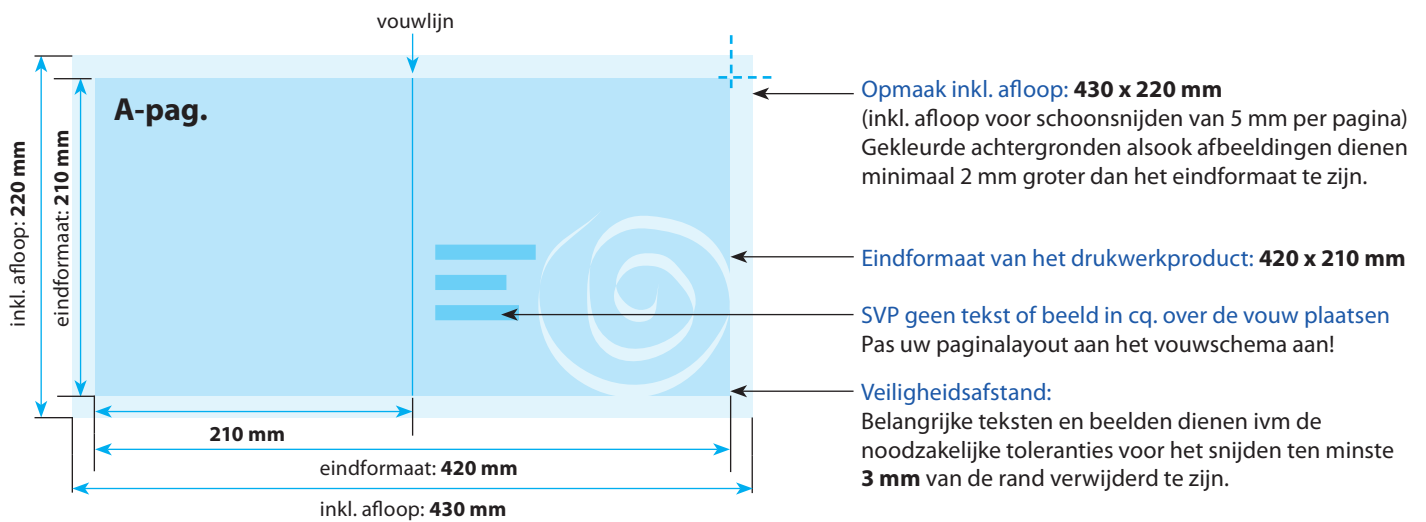 vouwlijn
A-pag.
inkl. afloop: 220 mm
eindformaat: 210 mm
210 mm
eindformaat: 420 mm
inkl. afloop: 430 mm
Opmaak inkl. afloop: 430 x 220 mm
(inkl. afloop voor schoonsnijden van 5 mm per pagina)
Gekleurde achtergronden alsook afbeeldingen dienen
minimaal 2 mm groter dan het eindformaat te zijn.
Eindformaat van het drukwerkproduct: 420 x 210 mm
SVP geen tekst of beeld in cq. over de vouw plaatsen
Pas uw paginalayout aan het vouwschema aan!
Veiligheidsafstand:
Belangrijke teksten en beelden dienen ivm de
noodzakelijke toleranties voor het snijden ten minste
3 mm van de rand verwijderd te zijn.